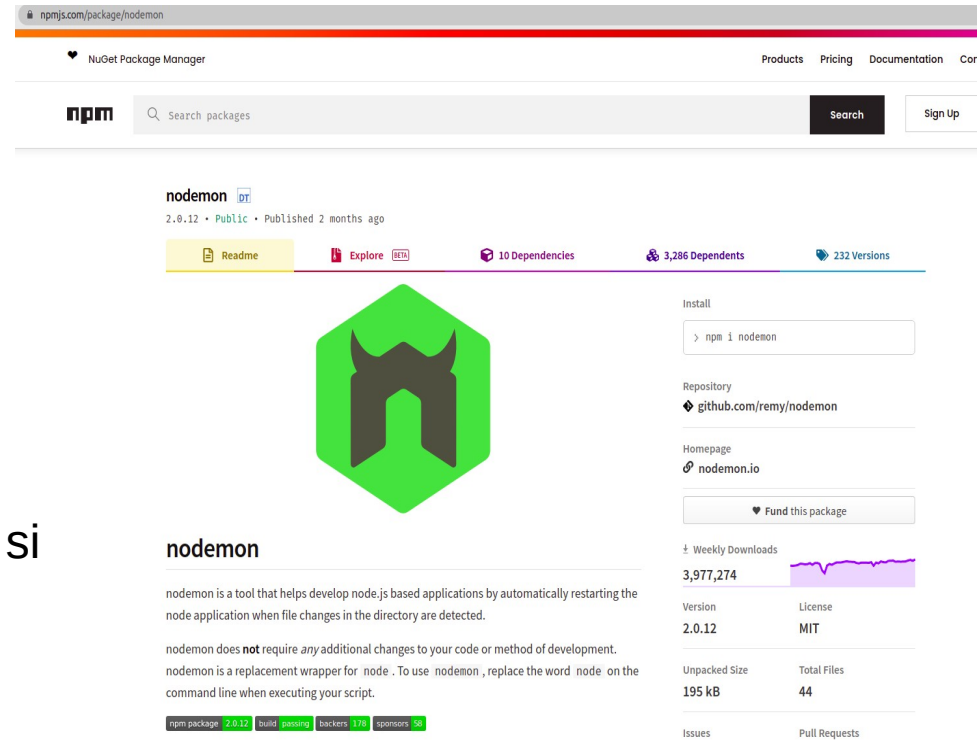 npmjs.com/package/nodemon
❤ NuGet Package Manager Products Pricing Documentation
npm Search packages Search Sign Up
nodemon DT
2.0.12 • Public • Published 2 months ago
Readme Explore BETA 10 Dependencies 3,286 Dependents 232 Versions
Install
> npm i nodemon
Repository
github.com/remy/nodemon
Homepage
nodemon.io
♥ Fund this package
si
nodemon
nodemon is a tool that helps develop node.js based applications by automatically restarting the
node application when file changes in the directory are detected.
nodemon does not require any additional changes to your code or method of development.
nodemon is a replacement wrapper for node . To use nodemon , replace the word node on the
command line when executing your script.
npm package 2.0.12 build passing backers 178 sponsors 58
Weekly Downloads
3,977,274
Version License
2.0.12 MIT
Unpacked Size Total Files
195 kB 44
Issues Pull Requests